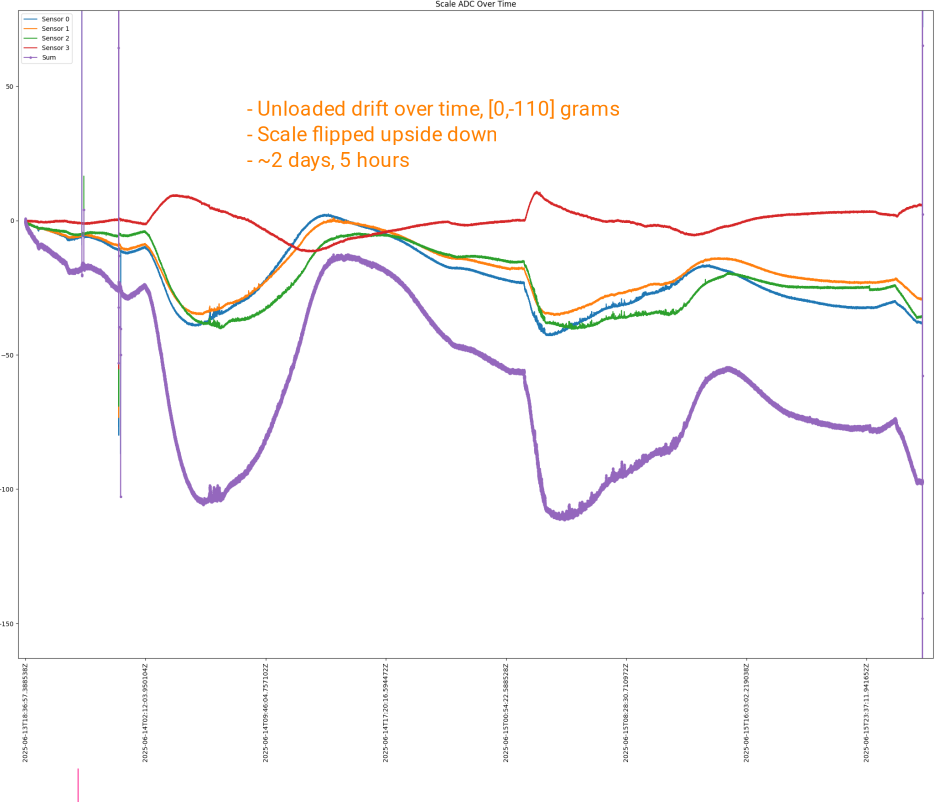 Scale ADC Over Time
Sensor 0
Sensor 1
Sensor 2
Sensor 3
Sum
- Unloaded drift over time, [0,-110] grams
- Scale flipped upside down
- ~2 days, 5 hours
50
0
−50
−100
−150
2025-06-13T18:36:57.388538Z
2025-06-14T02:12:03.950104Z
2025-06-14T09:46:04.757102Z
2025-06-14T17:20:16.594472Z
2025-06-15T00:54:22.588528Z
2025-06-15T08:28:30.710972Z
2025-06-15T16:03:02.219038Z
2025-06-15T23:37:11.941652Z